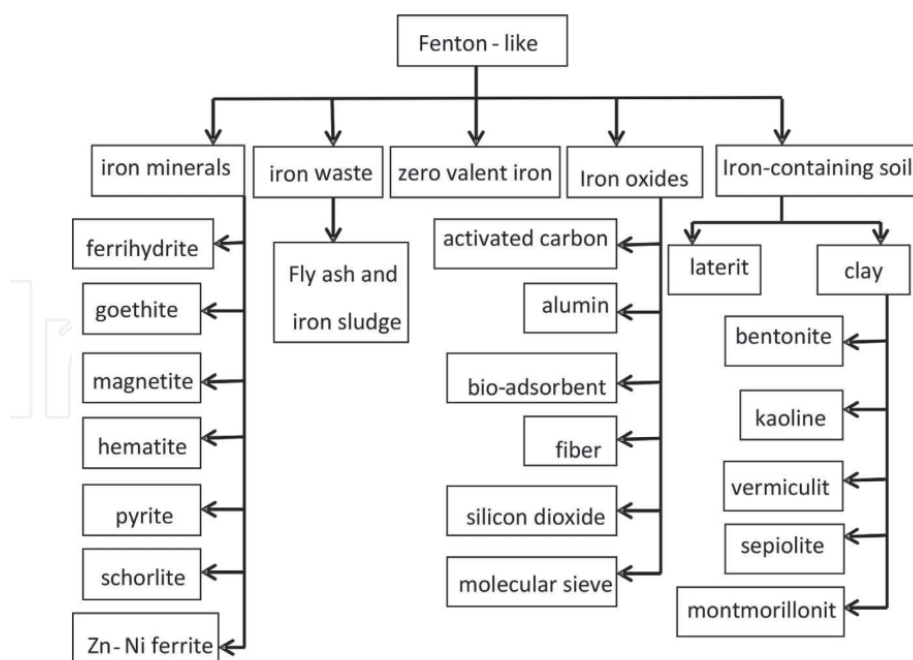 Fenton - like
iron minerals
iron waste
zero valent iron
Iron oxides
Iron-containing soil
ferrihydrite
goethite
magnetite
hematite
pyrite
schorlite
Zn- Ni ferrite
Fly ash and
iron sludge
activated carbon
alumin
bio-adsorbent
fiber
silicon dioxide
molecular sieve
laterit
clay
bentonite
kaoline
vermiculit
sepiolite
montmorillonit